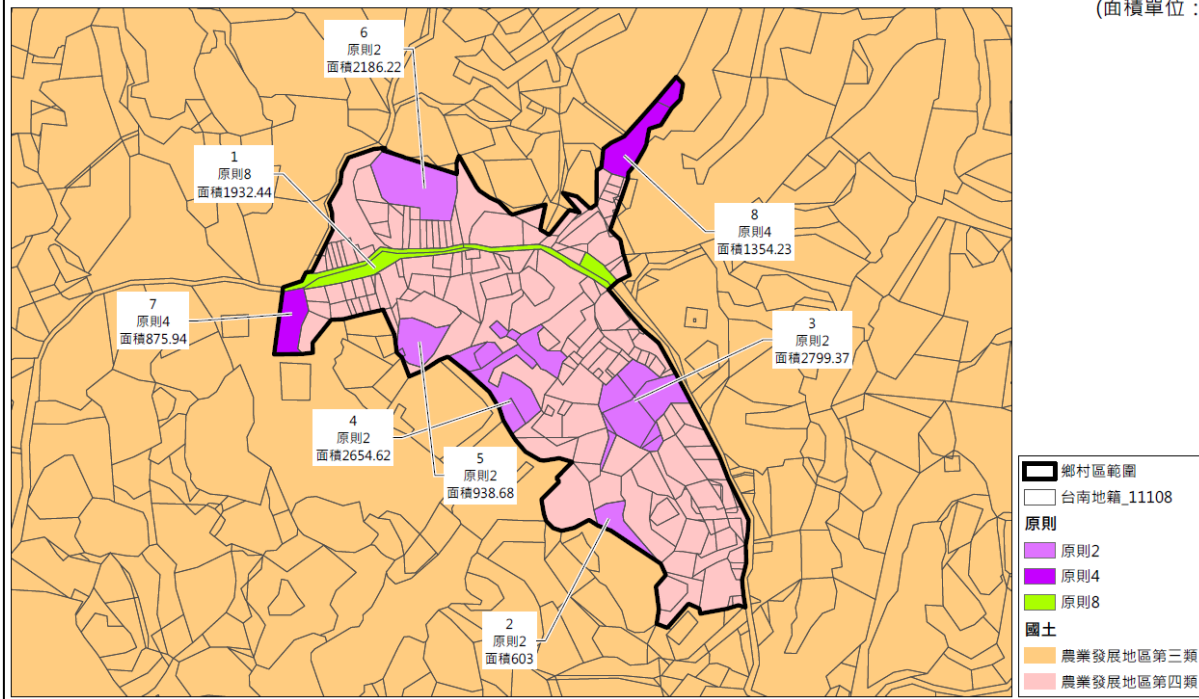 (面積單位：
6
原則2
面積2186.22
1
原則8
面積1932.44
8
原則4
面積1354.23
7
原則4
面積875.94
3
原則2
面積2799.37
4
原則2
面積2654.62
5
原則2
面積938.68
2
原則2
面積603
鄉村區範圍
台南地籍_11108
原則
原則2
原則4
原則8
國土
農業發展地區第三類
農業發展地區第四類